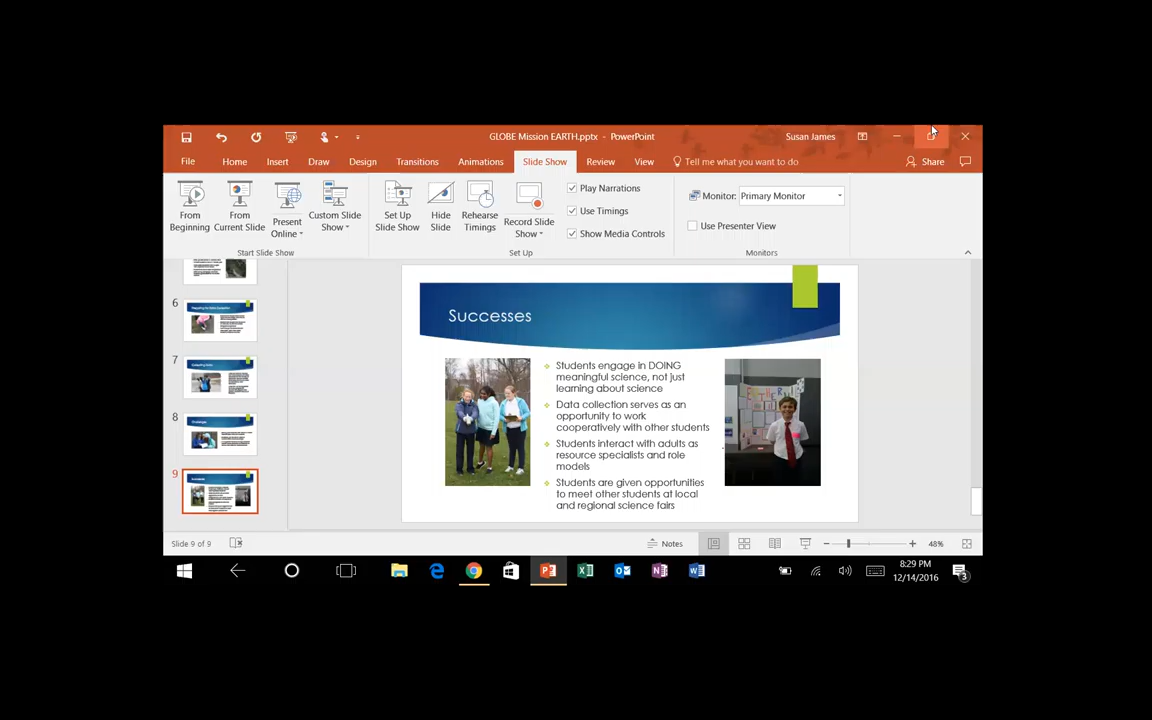 GLOBE Mission EARTH.pptx - PowerPoint
Susan James
File Home Insert Draw Design Transitions Animations Slide Show Review View Tell me what you want to do Share
From Beginning
From Current Slide
Present Online
Custom Slide Show
Start Slide Show
Set Up Slide Show
Hide Slide
Rehearse Timings
Record Slide Show
Play Narrations
Use Timings
Show Media Controls
Set Up
Monitor: Primary Monitor
Use Presenter View
Monitors
6
7
8
9
Successes
Students engage in DOING
meaningful science, not just
learning about science
Data collection serves as an
opportunity to work
cooperatively with other students
Students interact with adults as
resource specialists and role
models
Students are given opportunities
to meet other students at local
and regional science fairs
Slide 9 of 9
Notes
48%
8:29 PM
12/14/2016
3